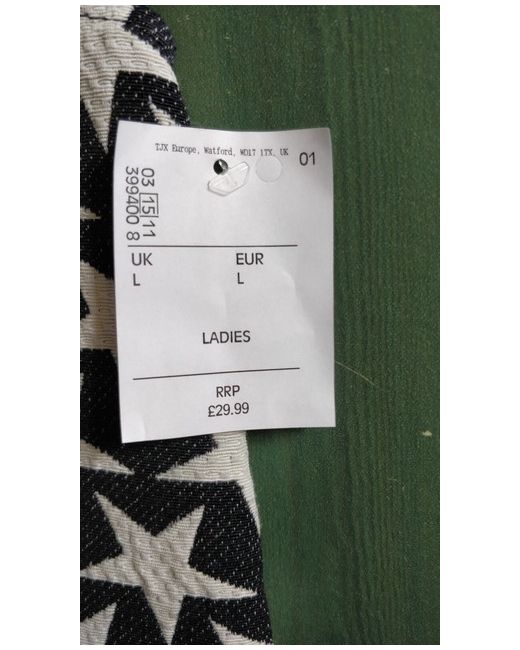 TJX Europe, Watford, WD17 1TX, UK
01
03 15 11
399400 8
UK EUR
L L
LADIES
RRP
£29.99